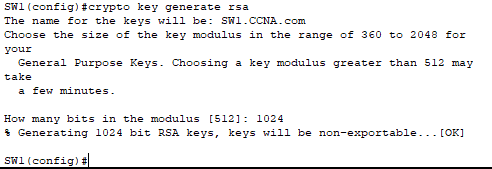 SW1(config)#crypto key generate rsa
The name for the keys will be: SW1.CCNA.com
Choose the size of the key modulus in the range of 360 to 2048 for
your
General Purpose Keys. Choosing a key modulus greater than 512 may
take
a few minutes.
How many bits in the modulus [512]: 1024
% Generating 1024 bit RSA keys, keys will be non-exportable...[OK]
SW1(config)#